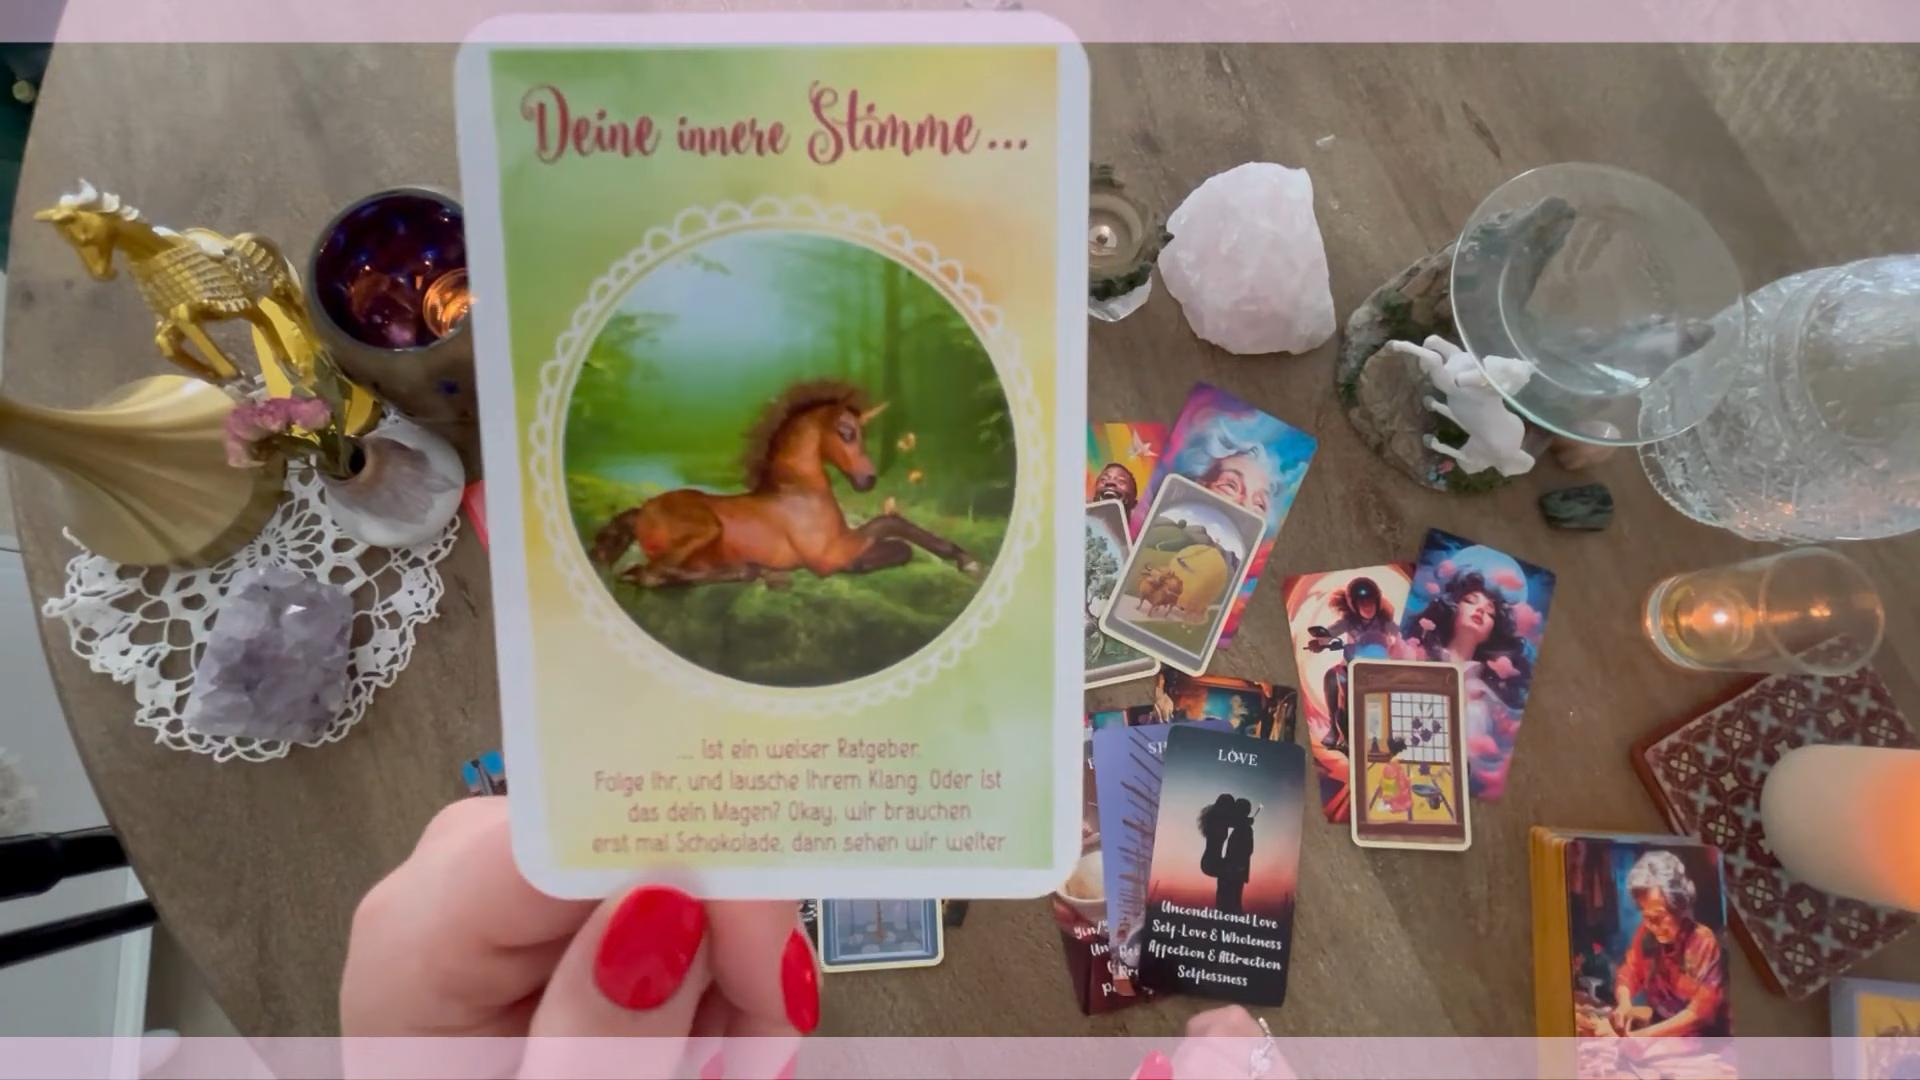 Deine innere Stimme...
... ist ein weiser Ratgeber.
Folge ihr, und lausche ihrem Klang. Oder ist
das dein Magen? Okay, wir brauchen
erst mal Schokolade, dann sehen wir weiter
LOVE
Unconditional Love
Self-Love & Wholeness
Affection & Attraction
Selflessness